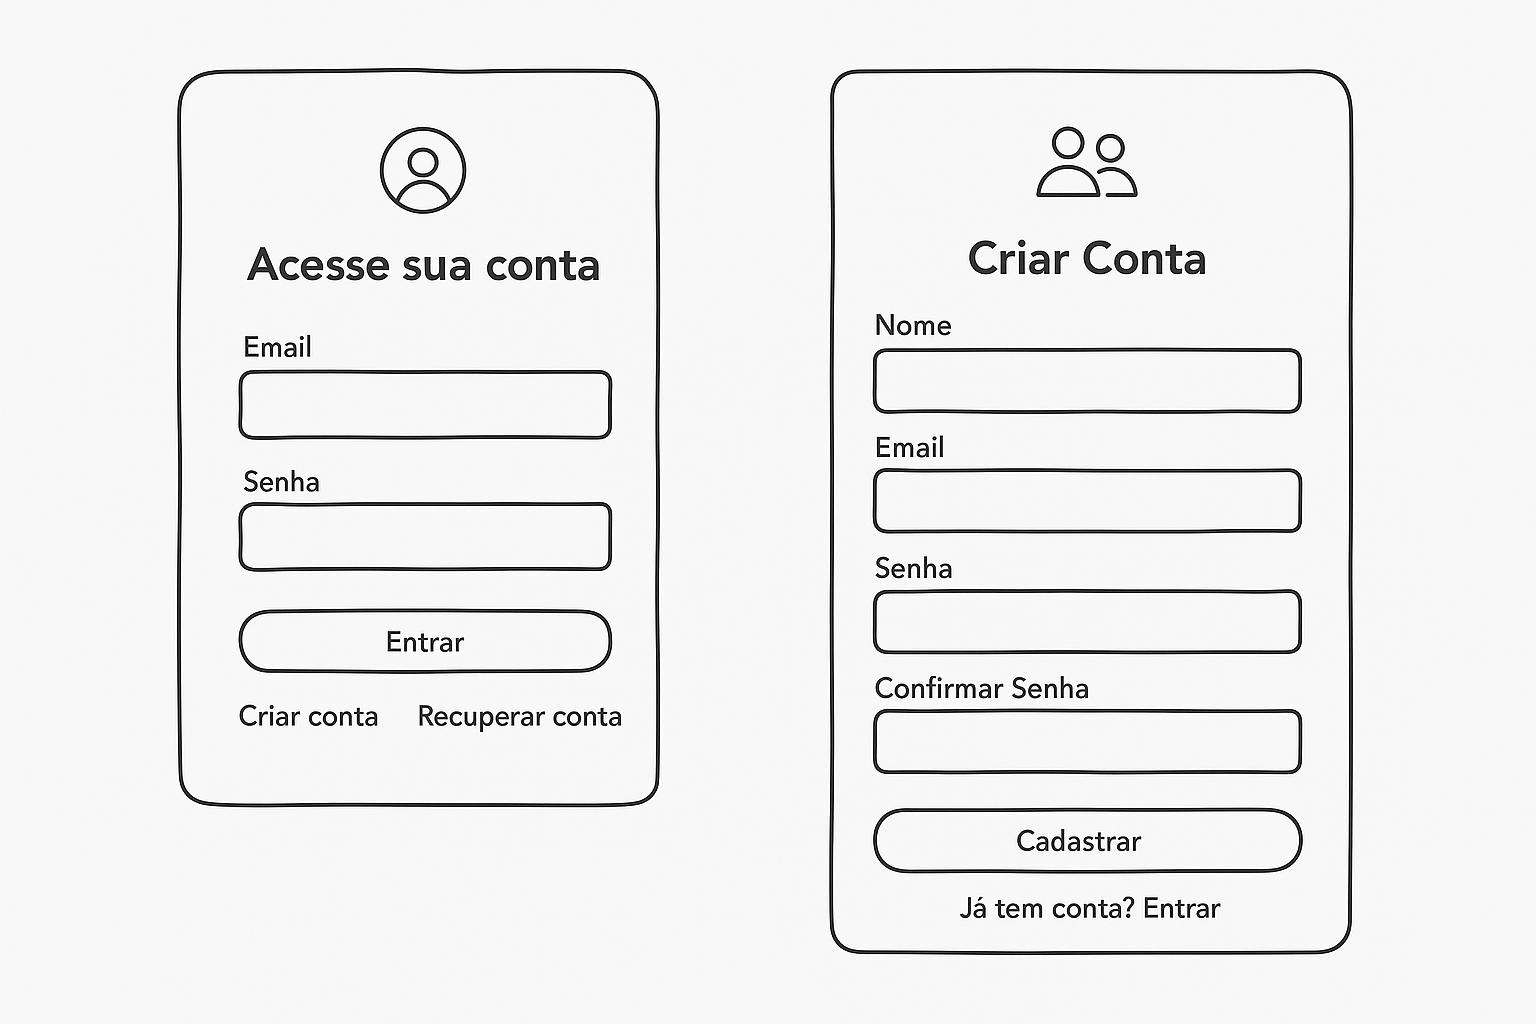 Acesse sua conta
Email
Senha
Entrar
Criar conta Recuperar conta
Criar Conta
Nome
Email
Senha
Confirmar Senha
Cadastrar
Já tem conta? Entrar